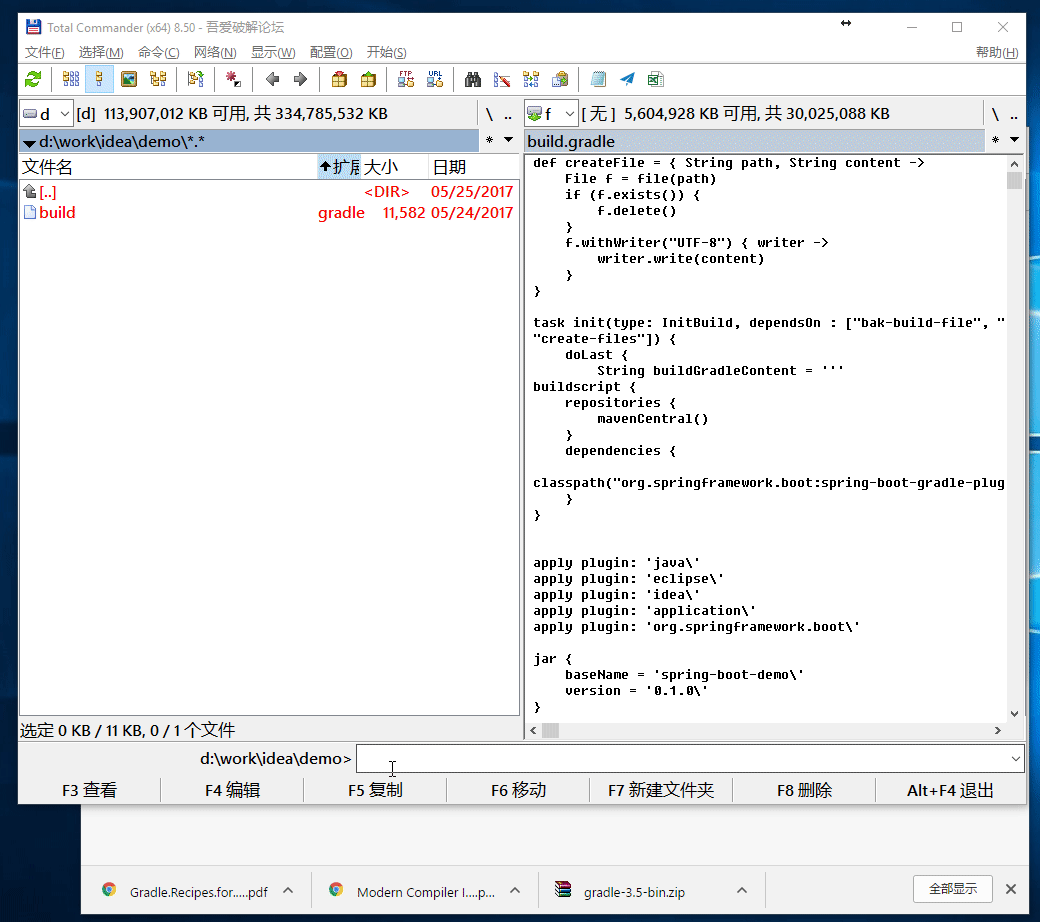 Total Commander (x64) 8.50 - 吾爱破解论坛
文件(F) 选择(M) 命令(C) 网络(N) 显示(W) 配置(O) 开始(S) 帮助(H)
FTP URL
d [d] 113,907,012 KB 可用, 共 334,785,532 KB \ ..
f [ 无 ] 5,604,928 KB 可用, 共 30,025,088 KB \ ..
d:\work\idea\demo\*.* *
文件名 扩展 大小 日期
[..] <DIR> 05/25/2017
build gradle 11,582 05/24/2017
build.gradle *
def createFile = { String path, String content ->
    File f = file(path)
    if (f.exists()) {
        f.delete()
    }
    f.withWriter("UTF-8") { writer ->
        writer.write(content)
    }
}
task init(type: InitBuild, dependsOn : ["bak-build-file", "
"create-files"]) {
    doLast {
        String buildGradleContent = '''
buildscript {
    repositories {
        mavenCentral()
    }
    dependencies {
classpath("org.springframework.boot:spring-boot-gradle-plug
    }
}
apply plugin: 'java\'
apply plugin: 'eclipse\'
apply plugin: 'idea\'
apply plugin: 'application\'
apply plugin: 'org.springframework.boot\'
jar {
    baseName = 'spring-boot-demo\'
    version = '0.1.0\'
}
选定 0 KB / 11 KB, 0 / 1 个文件
d:\work\idea\demo>
F3 查看 F4 编辑 F5 复制 F6 移动 F7 新建文件夹 F8 删除 Alt+F4 退出
Gradle.Recipes.for.....pdf Modern Compiler I....p... gradle-3.5-bin.zip 全部显示